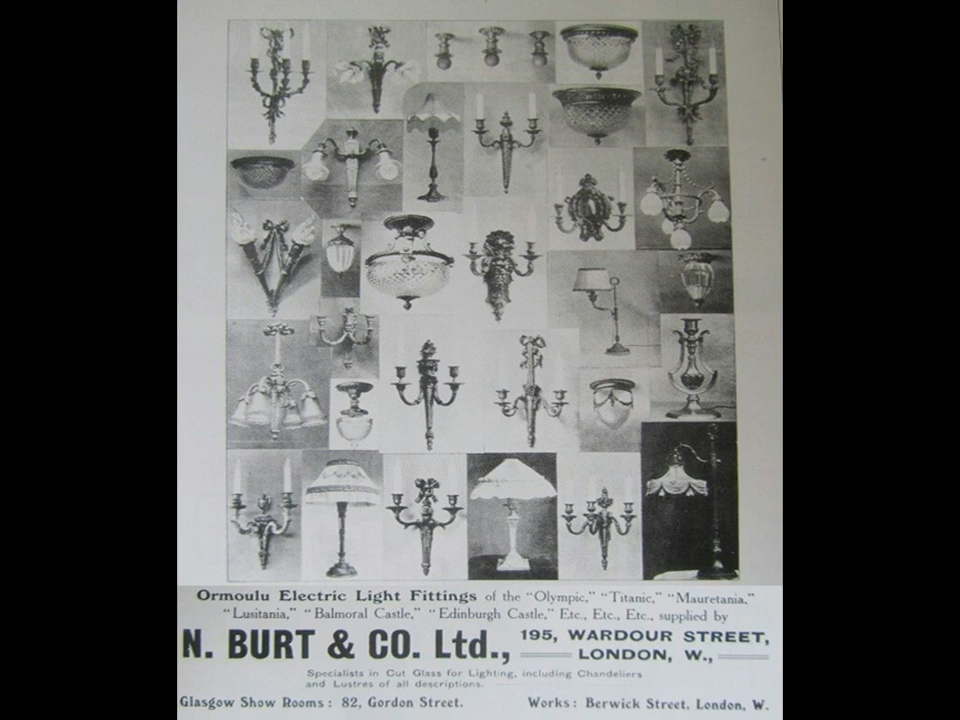 Ormoulu Electric Light Fittings of the "Olympic," "Titanic," "Mauretania,"
"Lusitania," "Balmoral Castle," "Edinburgh Castle," Etc., Etc., Etc., supplied by
N. BURT & CO. Ltd., 195, WARDOUR STREET,
LONDON, W.,
Specialists in Cut Glass for Lighting, including Chandeliers
and Lustres of all descriptions.
Glasgow Show Rooms: 82, Gordon Street. Works: Berwick Street, London, W.